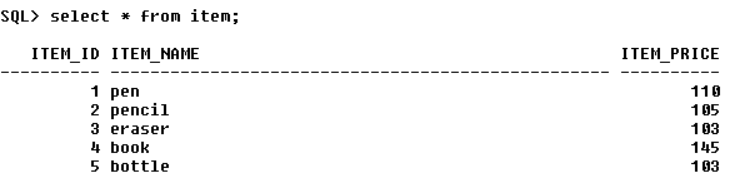 SQL> select * from item;
ITEM_ID ITEM_NAME ITEM_PRICE
---------- -------------------------------------------------- ----------
1 pen 110
2 pencil 105
3 eraser 103
4 book 145
5 bottle 103